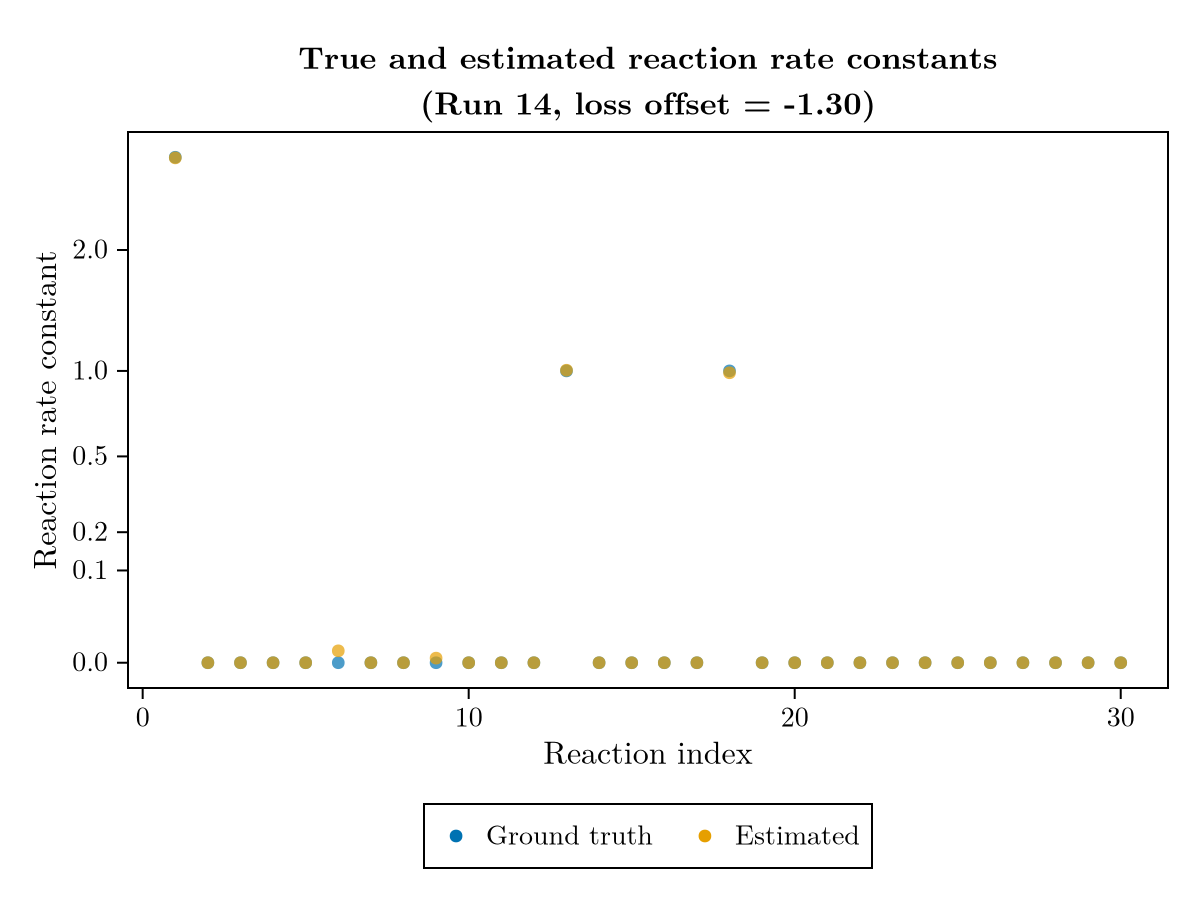 True and estimated reaction rate constants
(Run 14, loss offset = -1.30)
Reaction rate constant
2.0
1.0
0.5
0.2
0.1
0.0
0 10 20 30
Reaction index
Ground truth Estimated